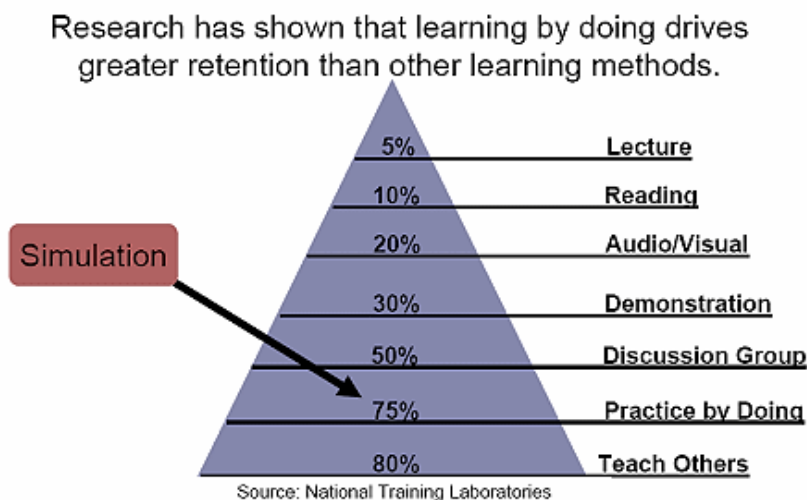 Research has shown that learning by doing drives
greater retention than other learning methods.
5% Lecture
10% Reading
Simulation
20% Audio/Visual
30% Demonstration
50% Discussion Group
75% Practice by Doing
80% Teach Others
Source: National Training Laboratories